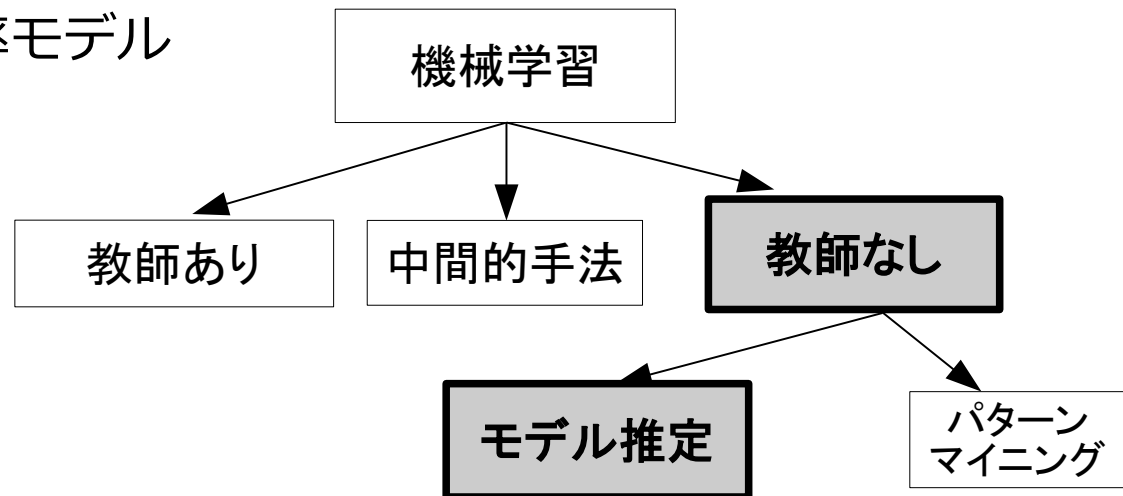 率モデル
機械学習
教師あり
中間的手法
教師なし
モデル推定
パターン
マイニング